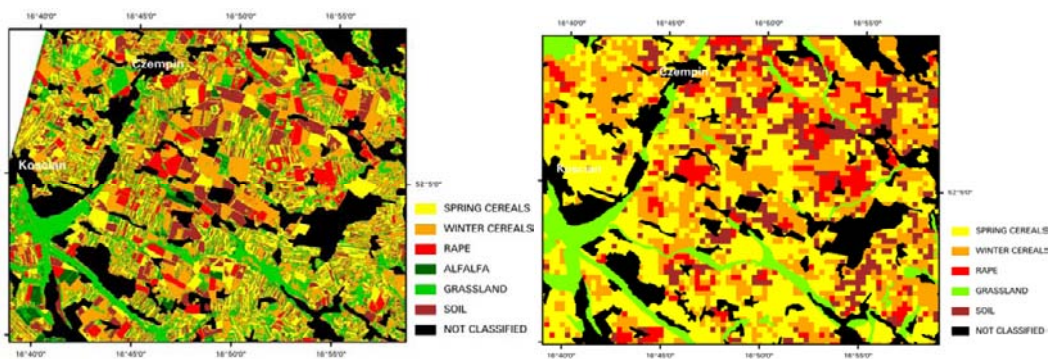 16°40'0" 16°45'0" 16°50'0" 16°55'0"
Czempin
Koscian
52°5'0"
SPRING CEREALS
WINTER CEREALS
RAPE
ALFALFA
GRASSLAND
SOIL
NOT CLASSIFIED
16°40'0" 16°45'0" 16°50'0" 16°55'0"
16°40'0" 16°45'0" 16°50'0" 16°55'0"
Czempin
Koscian
52°5'0"
SPRING CEREALS
WINTER CEREALS
RAPE
GRASSLAND
SOIL
NOT CLASSIFIED
16°40'0" 16°45'0" 16°50'0" 16°55'0"